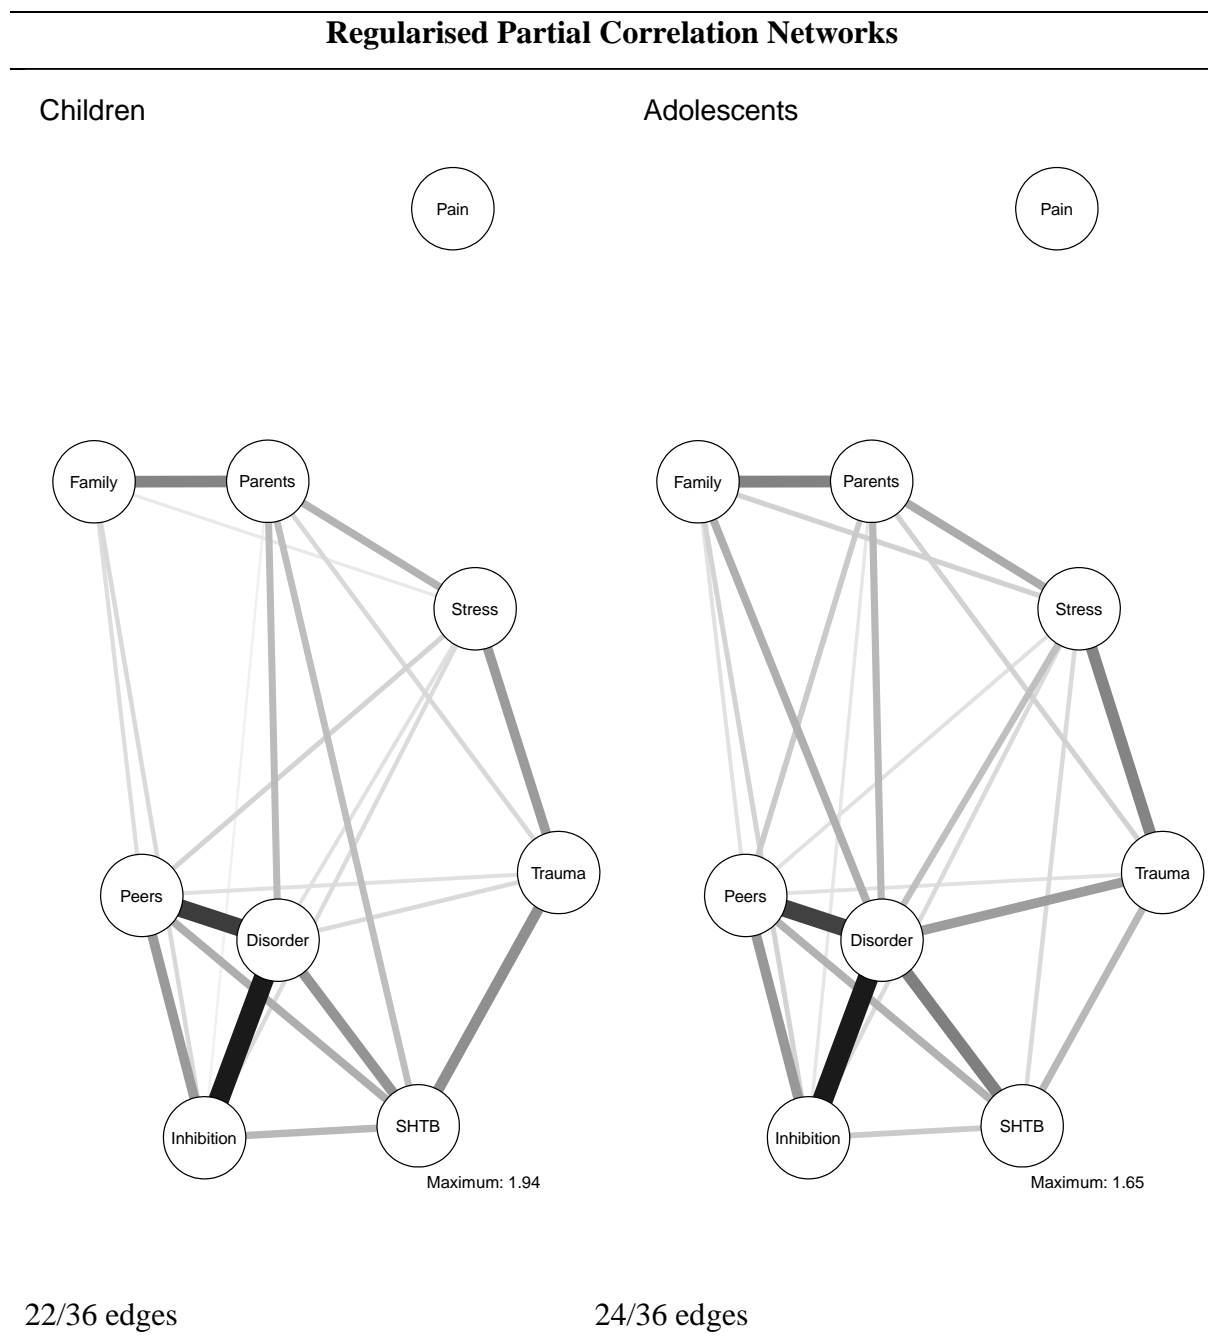 Regularised Partial Correlation Networks
Children
Adolescents
Pain
Pain
Family
Parents
Family
Parents
Stress
Stress
Trauma
Trauma
Peers
Peers
Disorder
Disorder
Inhibition
SHTB
Inhibition
SHTB
Maximum: 1.94
Maximum: 1.65
22/36 edges
24/36 edges